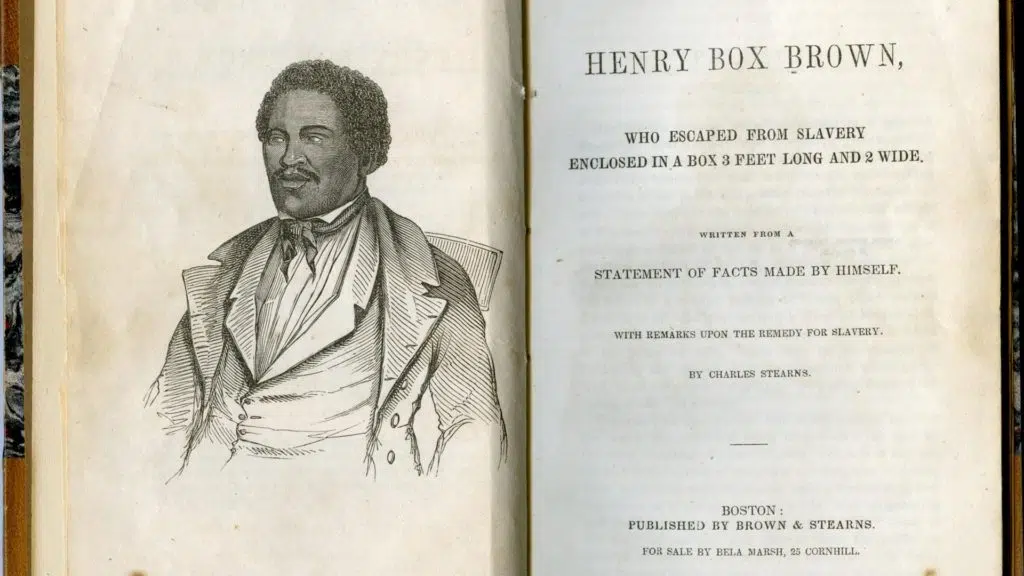 HENRY BOX BROWN,
WHO ESCAPED FROM SLAVERY
ENCLOSED IN A BOX 3 FEET LONG AND 2 WIDE.
WRITTEN FROM A
STATEMENT OF FACTS MADE BY HIMSELF.
WITH REMARKS UPON THE REMEDY FOR SLAVERY.
BY CHARLES STEARNS.
BOSTON:
PUBLISHED BY BROWN & STEARNS.
FOR SALE BY BELA MARSH, 25 CORNHILL.